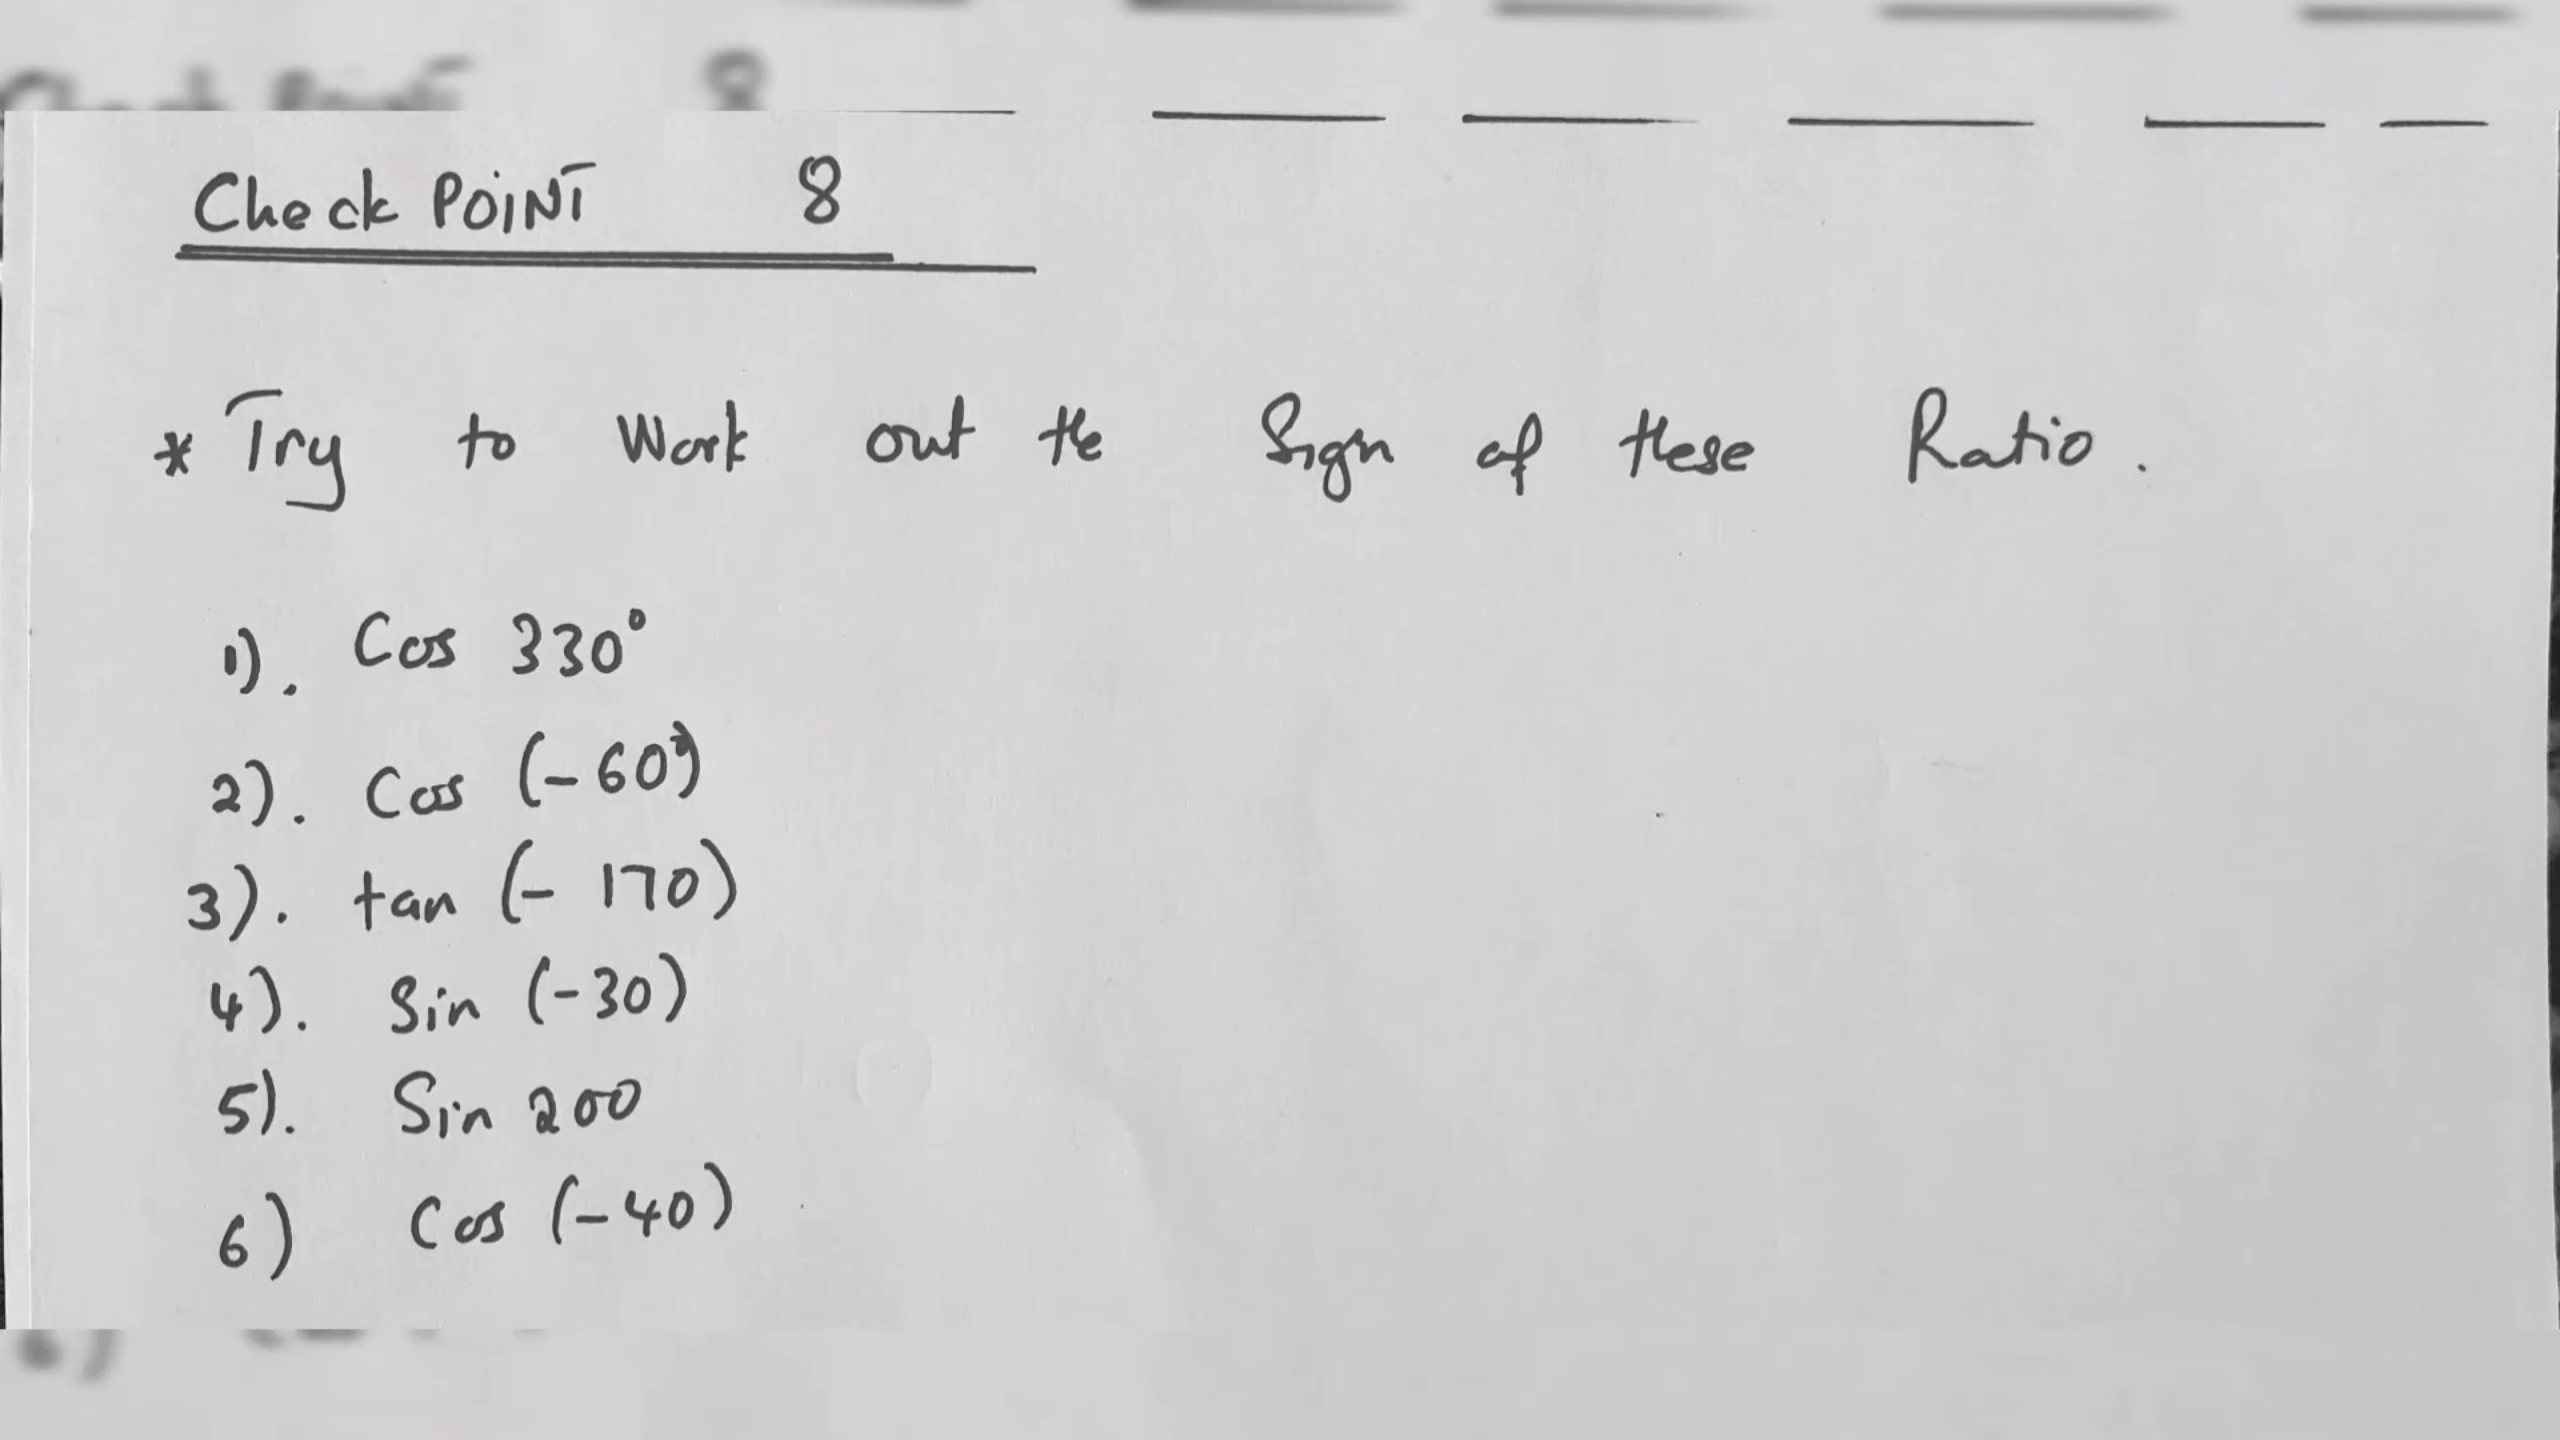 Check POINT 8
* Try to Work out the Sign of these Ratio.
1). Cos 330°
2). Cos (-60°)
3). tan (- 170)
4). Sin (-30)
5). Sin 200
6) Cos (-40)